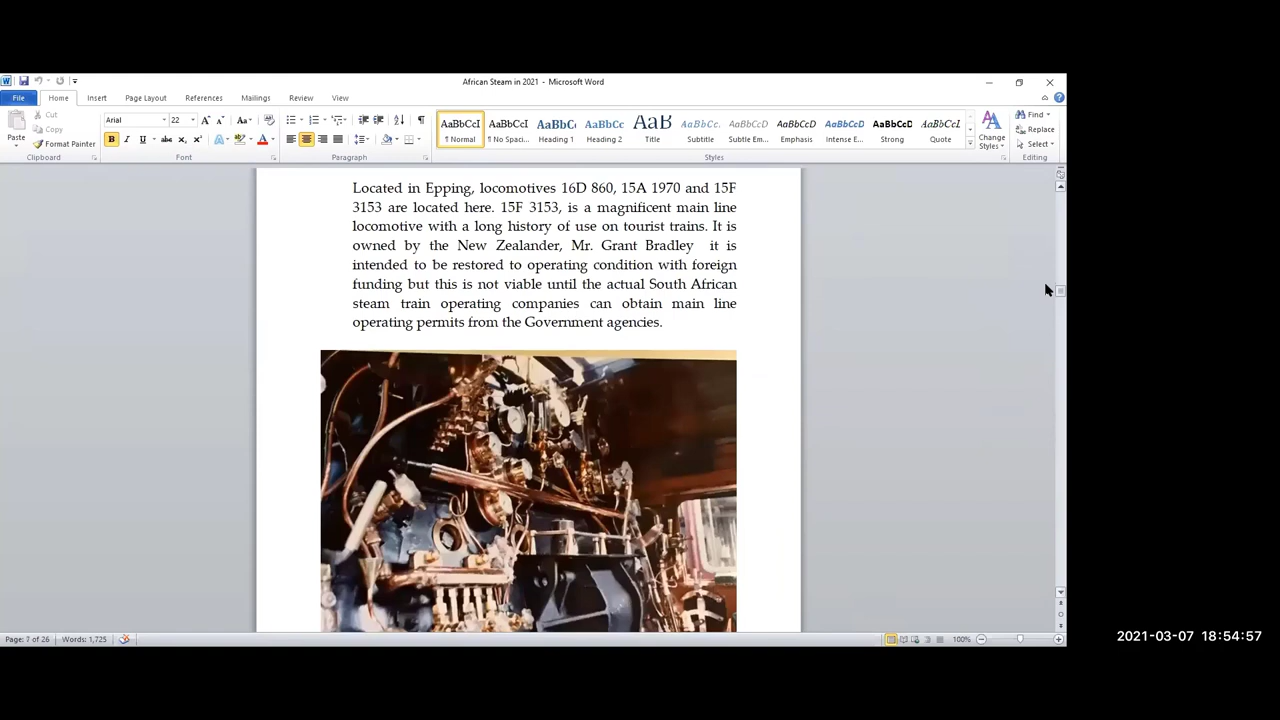 African Steam in 2021 - Microsoft Word
File Home Insert Page Layout References Mailings Review View
Paste
Cut
Copy
Format Painter
Clipboard
Arial 22
Font
Paragraph
AaBbCcI AaBbCcI AaBbCc AaBbCc AaB AaBbCc. AaBbCcD AaBbCcD AaBbCcD AaBbCcD AaBbCcI
¶ Normal ¶ No Spaci... Heading 1 Heading 2 Title Subtitle Subtle Em... Emphasis Intense E... Strong Quote
Styles
Change
Styles
Find
Replace
Select
Editing
Located in Epping, locomotives 16D 860, 15A 1970 and 15F
3153 are located here. 15F 3153, is a magnificent main line
locomotive with a long history of use on tourist trains. It is
owned by the New Zealander, Mr. Grant Bradley it is
intended to be restored to operating condition with foreign
funding but this is not viable until the actual South African
steam train operating companies can obtain main line
operating permits from the Government agencies.
Page: 7 of 26 Words: 1,725
100%
2021-03-07 18:54:57